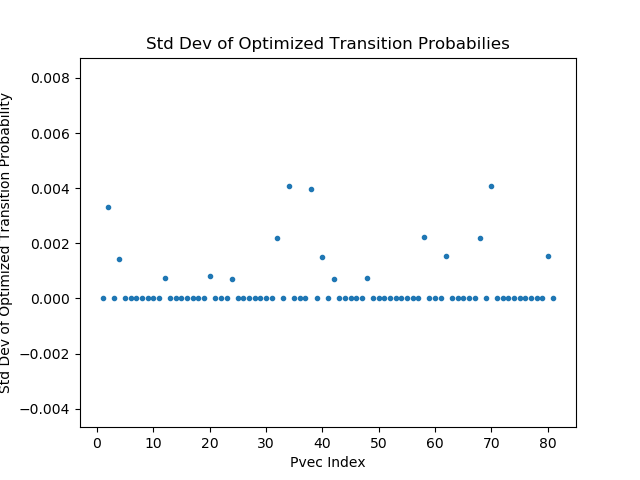 Std Dev of Optimized Transition Probabilies
Std Dev of Optimized Transition Probability
0.008
0.006
0.004
0.002
0.000
−0.002
−0.004
0 10 20 30 40 50 60 70 80
Pvec Index